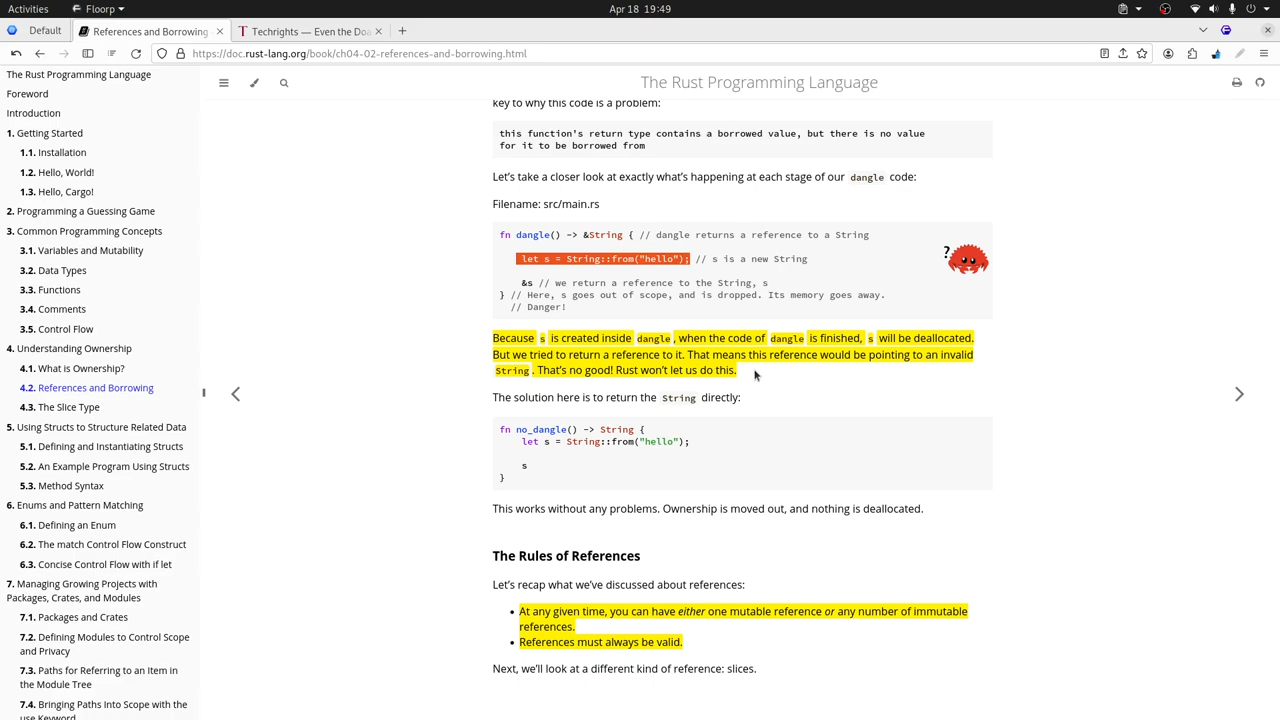 Activities
Floorp
Apr 18 19:49
Default
References and Borrowing -
Techrights — Even the Doa
https://doc.rust-lang.org/book/ch04-02-references-and-borrowing.html
The Rust Programming Language
Foreword
Introduction
1. Getting Started
1.1. Installation
1.2. Hello, World!
1.3. Hello, Cargo!
2. Programming a Guessing Game
3. Common Programming Concepts
3.1. Variables and Mutability
3.2. Data Types
3.3. Functions
3.4. Comments
3.5. Control Flow
4. Understanding Ownership
4.1. What is Ownership?
4.2. References and Borrowing
4.3. The Slice Type
5. Using Structs to Structure Related Data
5.1. Defining and Instantiating Structs
5.2. An Example Program Using Structs
5.3. Method Syntax
6. Enums and Pattern Matching
6.1. Defining an Enum
6.2. The match Control Flow Construct
6.3. Concise Control Flow with if let
7. Managing Growing Projects with
Packages, Crates, and Modules
7.1. Packages and Crates
7.2. Defining Modules to Control Scope
and Privacy
7.3. Paths for Referring to an Item in
the Module Tree
7.4. Bringing Paths Into Scope with the
use Keyword
The Rust Programming Language
key to why this code is a problem:
this function's return type contains a borrowed value, but there is no value
for it to be borrowed from
Let's take a closer look at exactly what's happening at each stage of our dangle code:
Filename: src/main.rs
fn dangle() -> &String { // dangle returns a reference to a String
let s = String::from("hello"); // s is a new String
&s // we return a reference to the String, s
} // Here, s goes out of scope, and is dropped. Its memory goes away.
// Danger!
?
Because s is created inside dangle, when the code of dangle is finished, s will be deallocated.
But we tried to return a reference to it. That means this reference would be pointing to an invalid
String. That's no good! Rust won't let us do this.
The solution here is to return the String directly:
fn no_dangle() -> String {
let s = String::from("hello");
s
}
This works without any problems. Ownership is moved out, and nothing is deallocated.
The Rules of References
Let's recap what we've discussed about references:
• At any given time, you can have either one mutable reference or any number of immutable
references.
• References must always be valid.
Next, we'll look at a different kind of reference: slices.